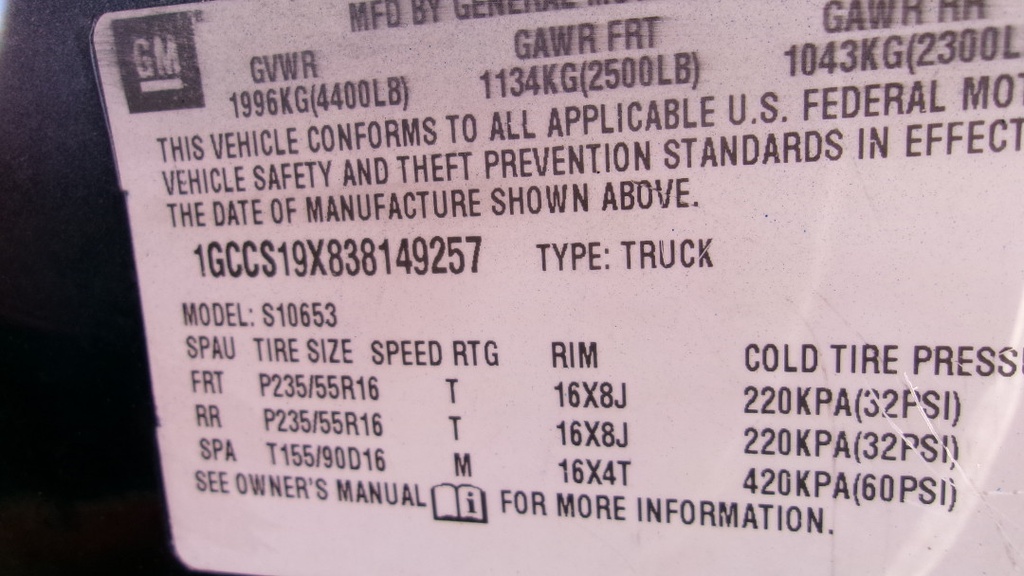 GM
MFD BY GENERAL
GVWR GAWR FRT GAWR RR
1996KG(4400LB) 1134KG(2500LB) 1043KG(2300L
THIS VEHICLE CONFORMS TO ALL APPLICABLE U.S. FEDERAL MOT
VEHICLE SAFETY AND THEFT PREVENTION STANDARDS IN EFFECT
THE DATE OF MANUFACTURE SHOWN ABOVE.
1GCCS19X838149257 TYPE: TRUCK
MODEL: S10653
SPAU TIRE SIZE SPEED RTG RIM COLD TIRE PRESS
FRT P235/55R16 T 16X8J 220KPA(32PSI)
RR P235/55R16 T 16X8J 220KPA(32PSI)
SPA T155/90D16 M 16X4T 420KPA(60PSI)
SEE OWNER'S MANUAL i FOR MORE INFORMATION.